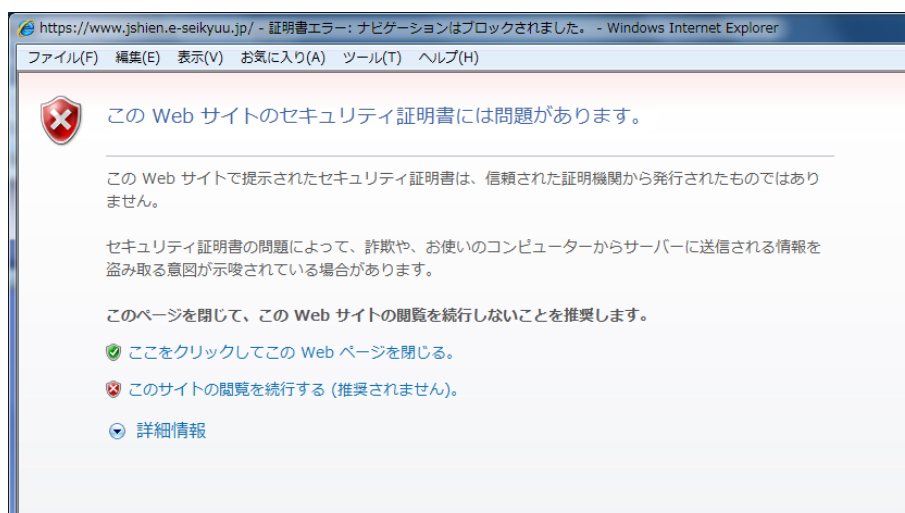 https://www.jshien.e-seikyuu.jp/ - 証明書エラー: ナビゲーションはブロックされました。 - Windows Internet Explorer
ファイル(F) 編集(E) 表示(V) お気に入り(A) ツール(T) ヘルプ(H)
この Web サイトのセキュリティ証明書には問題があります。
この Web サイトで提示されたセキュリティ証明書は、信頼された証明機関から発行されたものではあり
ません。
セキュリティ証明書の問題によって、詐欺や、お使いのコンピューターからサーバーに送信される情報を
盗み取る意図が示唆されている場合があります。
このページを閉じて、この Web サイトの閲覧を続行しないことを推奨します。
ここをクリックしてこの Web ページを閉じる。
このサイトの閲覧を続行する (推奨されません)。
詳細情報